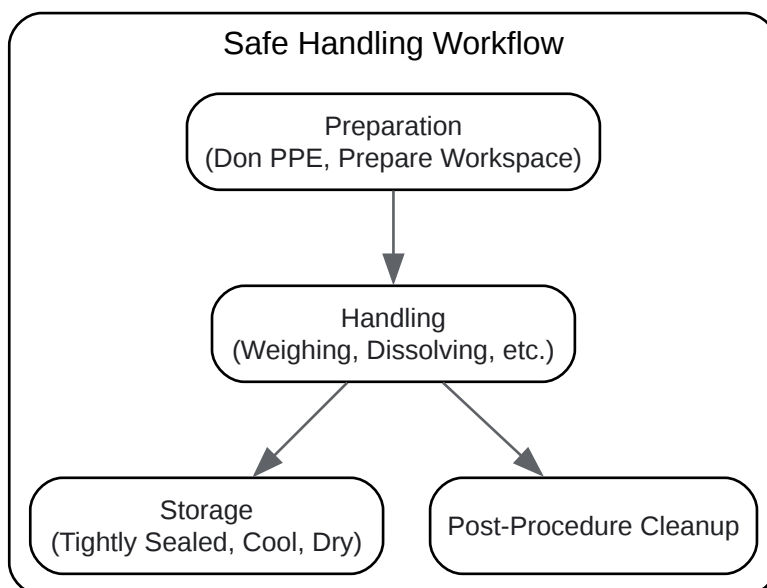 Safe Handling Workflow
Preparation
(Don PPE, Prepare Workspace)
Handling
(Weighing, Dissolving, etc.)
Storage
(Tightly Sealed, Cool, Dry)
Post-Procedure Cleanup